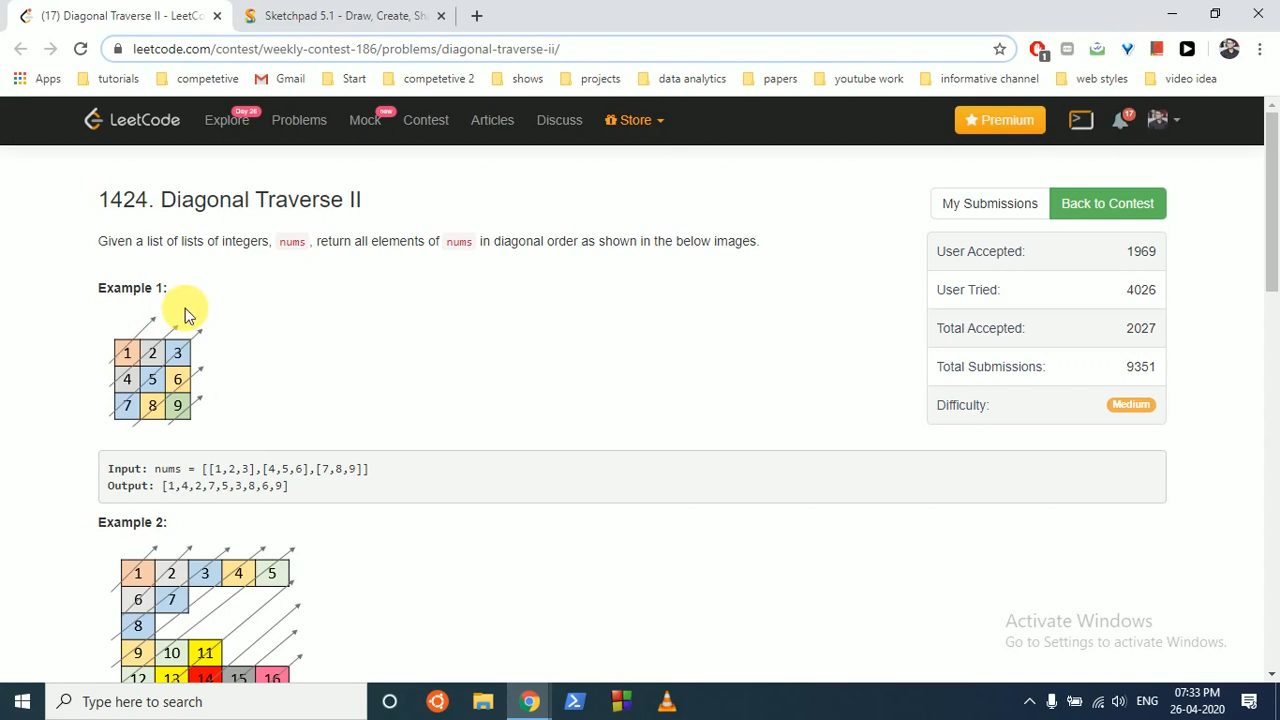 (17) Diagonal Traverse II - LeetCo
Sketchpad 5.1 - Draw, Create, Sh
leetcode.com/contest/weekly-contest-186/problems/diagonal-traverse-ii/
1
Apps tutorials competetive Gmail Start competetive 2 shows projects data analytics papers youtube work informative channel web styles video idea
LeetCode Explore Day 26 Problems Mock new Contest Articles Discuss Store Premium 17
1424. Diagonal Traverse II
My Submissions Back to Contest
Given a list of lists of integers, nums, return all elements of nums in diagonal order as shown in the below images.
User Accepted: 1969
User Tried: 4026
Total Accepted: 2027
Total Submissions: 9351
Difficulty: Medium
Example 1:
1 2 3
4 5 6
7 8 9
Input: nums = [[1,2,3],[4,5,6],[7,8,9]]
Output: [1,4,2,7,5,3,8,6,9]
Example 2:
1 2 3 4 5
6 7
8
9 10 11
12 13 14 15 16
Activate Windows
Go to Settings to activate Windows.
Type here to search
ENG
07:33 PM
26-04-2020